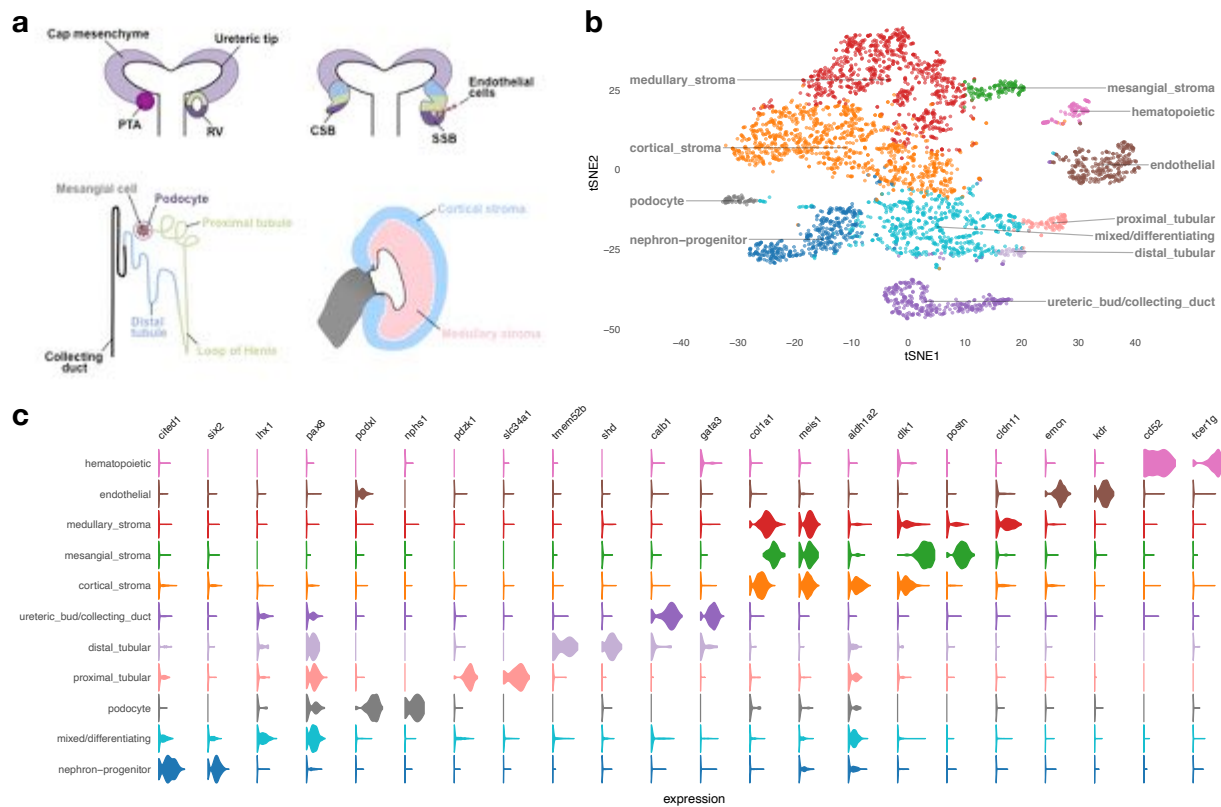 a
Cap mesenchyme
Ureteric tip
PTA
RV
CSB
SSB
Endothelial
cells
Mesangial cell
Podocyte
Proximal tubule
Distal
tubule
Loop of Henle
Collecting
duct
Cortical stroma
Medullary stroma
b
tSNE2
25
0
−25
−50
medullary_stroma
cortical_stroma
podocyte
nephron−progenitor
mesangial_stroma
hematopoietic
endothelial
proximal_tubular
mixed/differentiating
distal_tubular
ureteric_bud/collecting_duct
−40 −30 −20 −10 0 10 20 30 40
tSNE1
c
cited1 six2 lhx1 pax8 podxl nphs1 pdzk1 slc34a1 tmem52b shd calb1 gata3 col1a1 meis1 aldh1a2 dlk1 postn cldn11 emcn kdr cd52 fcer1g
hematopoietic
endothelial
medullary_stroma
mesangial_stroma
cortical_stroma
ureteric_bud/collecting_duct
distal_tubular
proximal_tubular
podocyte
mixed/differentiating
nephron−progenitor
expression